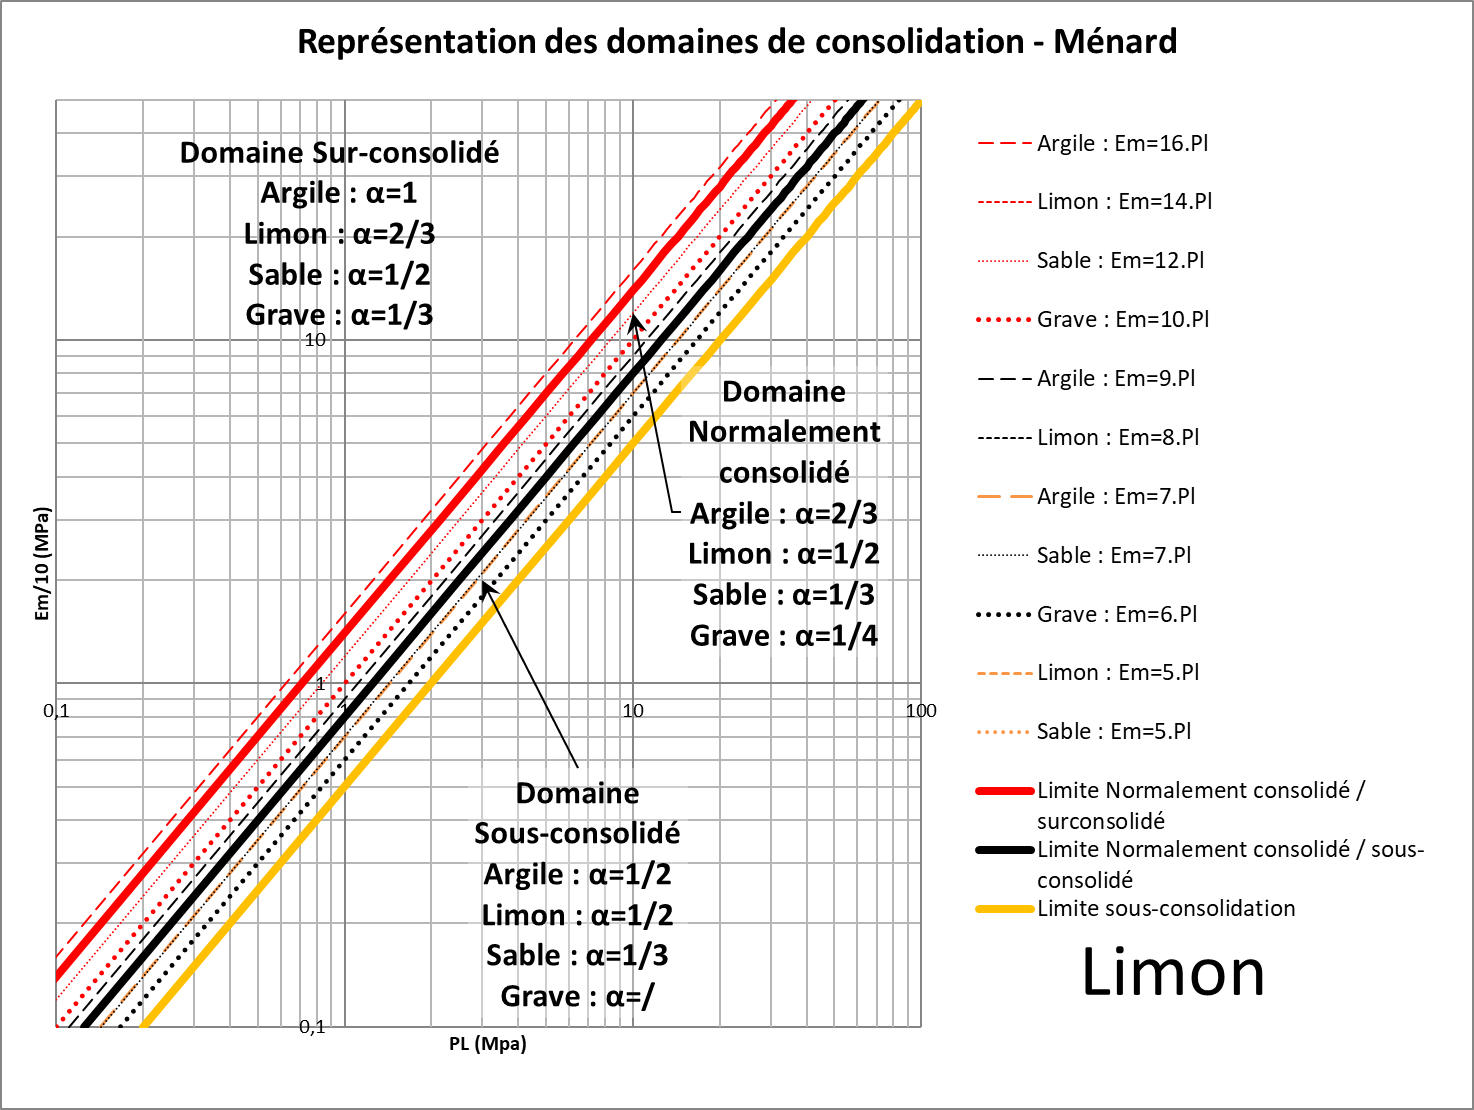 Représentation des domaines de consolidation - Ménard
Domaine Sur-consolidé
Argile : α=1
Limon : α=2/3
Sable : α=1/2
Grave : α=1/3
10
Domaine
Normalement
consolidé
Argile : α=2/3
Limon : α=1/2
Sable : α=1/3
Grave : α=1/4
Em/10 (MPa)
1
0,1
10
100
Domaine
Sous-consolidé
Argile : α=1/2
Limon : α=1/2
Sable : α=1/3
Grave : α=/
0,1
PL (Mpa)
Argile : Em=16.Pl
Limon : Em=14.Pl
Sable : Em=12.Pl
Grave : Em=10.Pl
Argile : Em=9.Pl
Limon : Em=8.Pl
Argile : Em=7.Pl
Sable : Em=7.Pl
Grave : Em=6.Pl
Limon : Em=5.Pl
Sable : Em=5.Pl
Limite Normalement consolidé /
surconsolidé
Limite Normalement consolidé / sous-
consolidé
Limite sous-consolidation
Limon